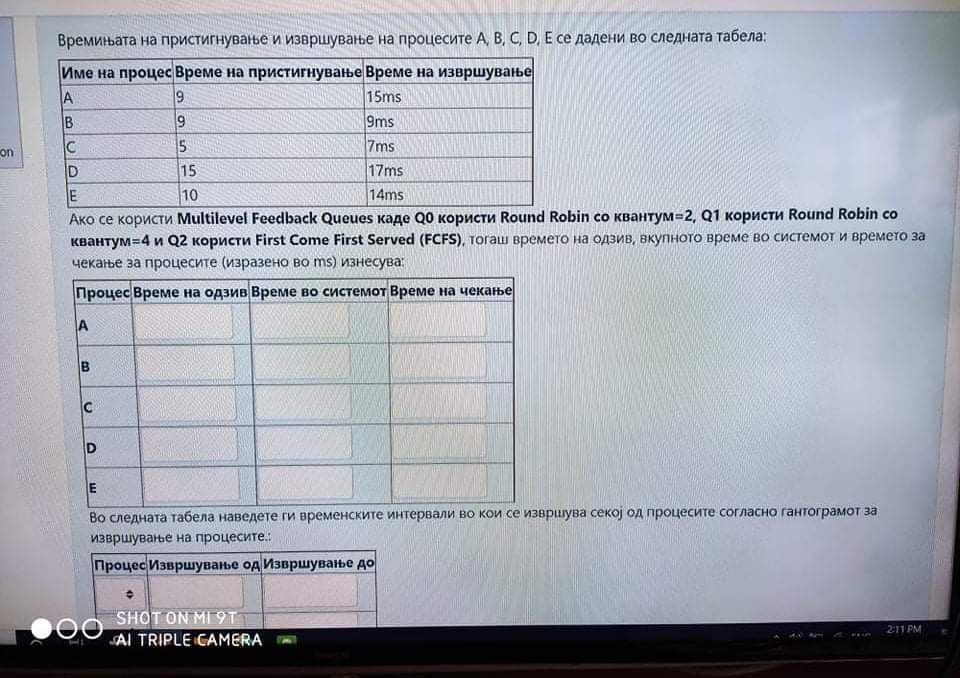 on
Времињата на пристигнување и извршување на процесите A, B, C, D, E се дадени во следната табела:
Име на процес Време на пристигнување Време на извршување
A 9 15ms
B 9 9ms
C 5 7ms
D 15 17ms
E 10 14ms
Ако се користи Multilevel Feedback Queues каде Q0 користи Round Robin со квантум=2, Q1 користи Round Robin со
квантум=4 и Q2 користи First Come First Served (FCFS), тогаш времето на одзив, вкупното време во системот и времето за
чекање за процесите (изразено во ms) изнесува:
Процес Време на одзив Време во системот Време на чекање
A
B
C
D
E
Во следната табела наведете ги временските интервали во кои се извршува секој од процесите согласно гантограмот за
извршување на процесите.:
Процес Извршување од Извршување до
SHOT ON MI 9T
AI TRIPLE CAMERA
2:11 PM